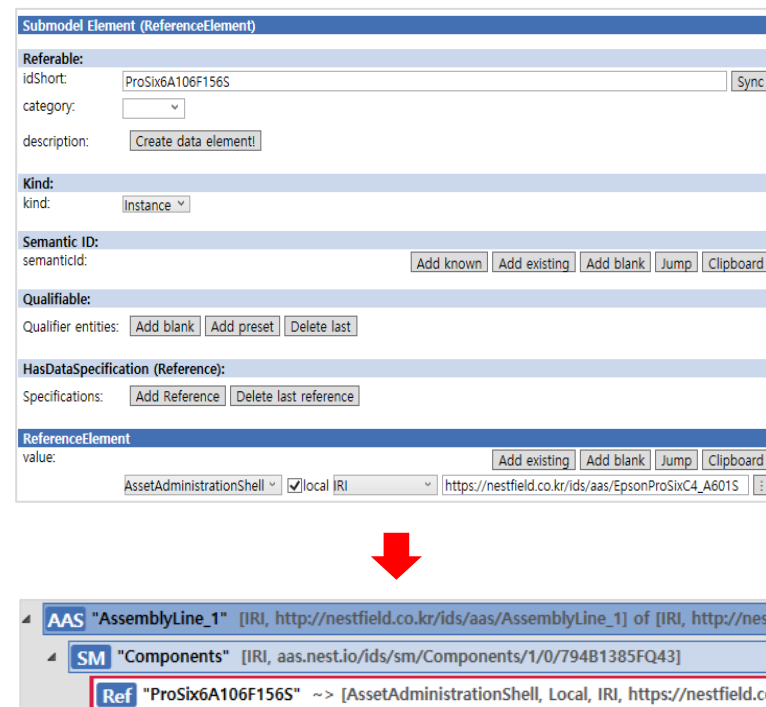 Submodel Element (ReferenceElement)
Referable:
idShort: ProSix6A106F156S Sync
category:
description: Create data element!
Kind:
kind: Instance
Semantic ID:
semanticId: Add known Add existing Add blank Jump Clipboard
Qualifiable:
Qualifier entities: Add blank Add preset Delete last
HasDataSpecification (Reference):
Specifications: Add Reference Delete last reference
ReferenceElement
value: Add existing Add blank Jump Clipboard
AssetAdministrationShell local IRI https://nestfield.co.kr/ids/aas/EpsonProSixC4_A601S
AAS "AssemblyLine_1" [IRI, http://nestfield.co.kr/ids/aas/AssemblyLine_1] of [IRI, http://nes
SM "Components" [IRI, aas.nest.io/ids/sm/Components/1/0/794B1385FQ43]
Ref "ProSix6A106F156S" ~> [AssetAdministrationShell, Local, IRI, https://nestfield.c